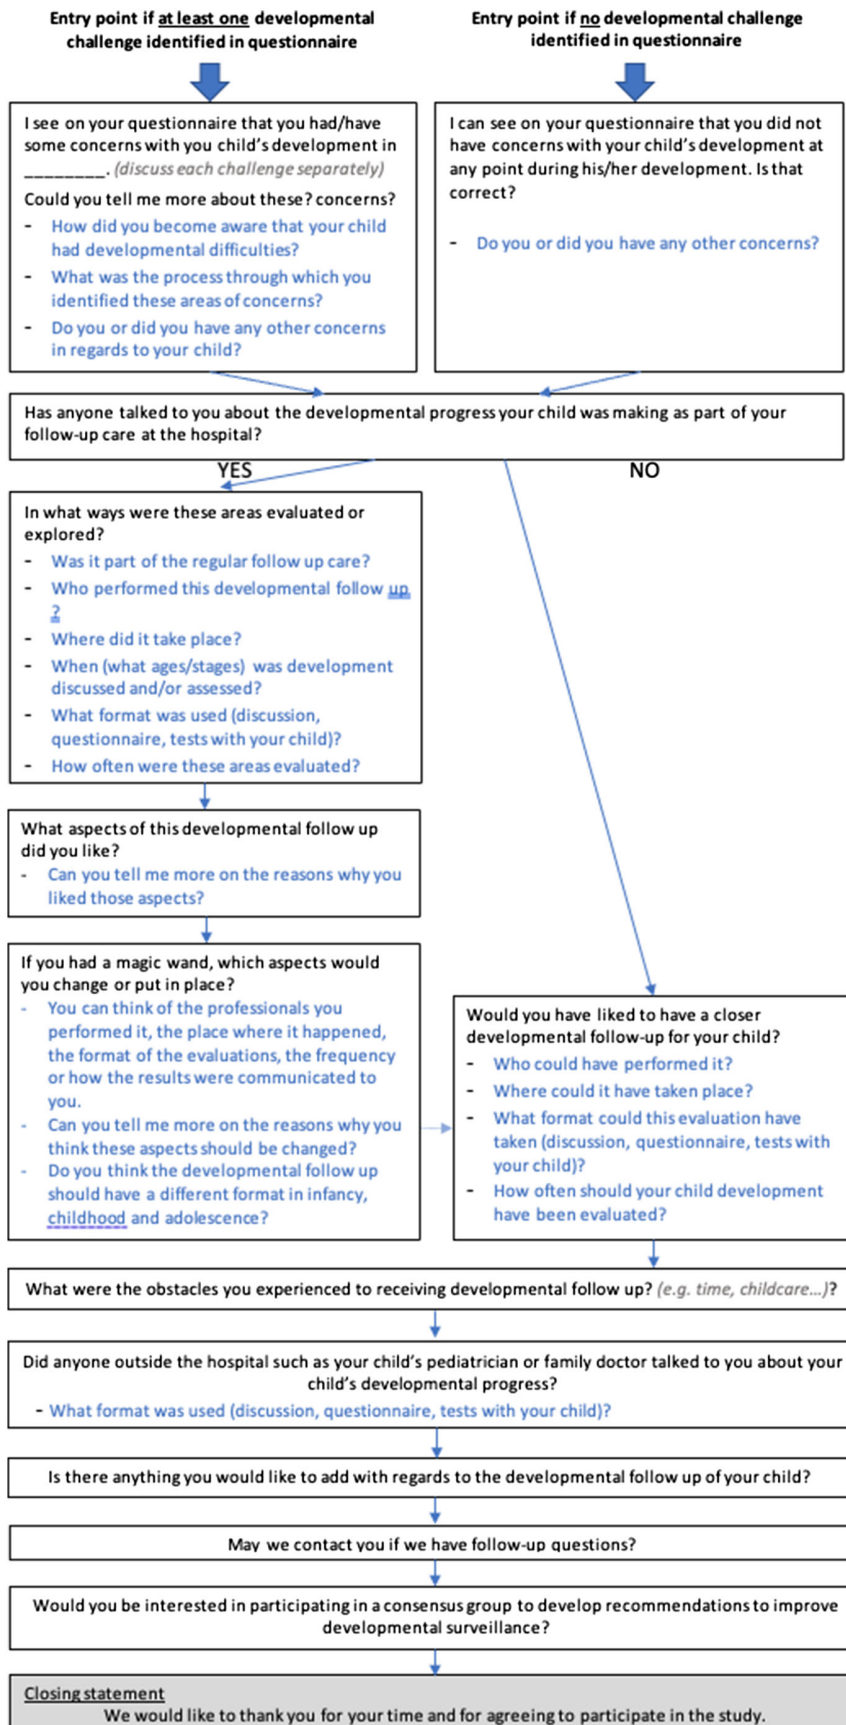 Entry point if at least one developmental
challenge identified in questionnaire
Entry point if no developmental challenge
identified in questionnaire
I see on your questionnaire that you had/have
some concerns with you child's development in
________. (discuss each challenge separately)
Could you tell me more about these? concerns?
- How did you become aware that your child
had developmental difficulties?
- What was the process through which you
identified these areas of concerns?
- Do you or did you have any other concerns
in regards to your child?
I can see on your questionnaire that you did not
have concerns with your child's development at
any point during his/her development. Is that
correct?
- Do you or did you have any other concerns?
Has anyone talked to you about the developmental progress your child was making as part of your
follow-up care at the hospital?
YES
NO
In what ways were these areas evaluated or
explored?
- Was it part of the regular follow up care?
- Who performed this developmental follow up
?
- Where did it take place?
- When (what ages/stages) was development
discussed and/or assessed?
- What format was used (discussion,
questionnaire, tests with your child)?
- How often were these areas evaluated?
What aspects of this developmental follow up
did you like?
- Can you tell me more on the reasons why you
liked those aspects?
If you had a magic wand, which aspects would
you change or put in place?
- You can think of the professionals you
performed it, the place where it happened,
the format of the evaluations, the frequency
or how the results were communicated to
you.
- Can you tell me more on the reasons why you
think these aspects should be changed?
- Do you think the developmental follow up
should have a different format in infancy,
childhood and adolescence?
Would you have liked to have a closer
developmental follow-up for your child?
- Who could have performed it?
- Where could it have taken place?
- What format could this evaluation have
taken (discussion, questionnaire, tests with
your child)?
- How often should your child development
have been evaluated?
What were the obstacles you experienced to receiving developmental follow up? (e.g. time, childcare...)?
Did anyone outside the hospital such as your child's pediatrician or family doctor talked to you about your
child's developmental progress?
- What format was used (discussion, questionnaire, tests with your child)?
Is there anything you would like to add with regards to the developmental follow up of your child?
May we contact you if we have follow-up questions?
Would you be interested in participating in a consensus group to develop recommendations to improve
developmental surveillance?
Closing statement
We would like to thank you for your time and for agreeing to participate in the study.